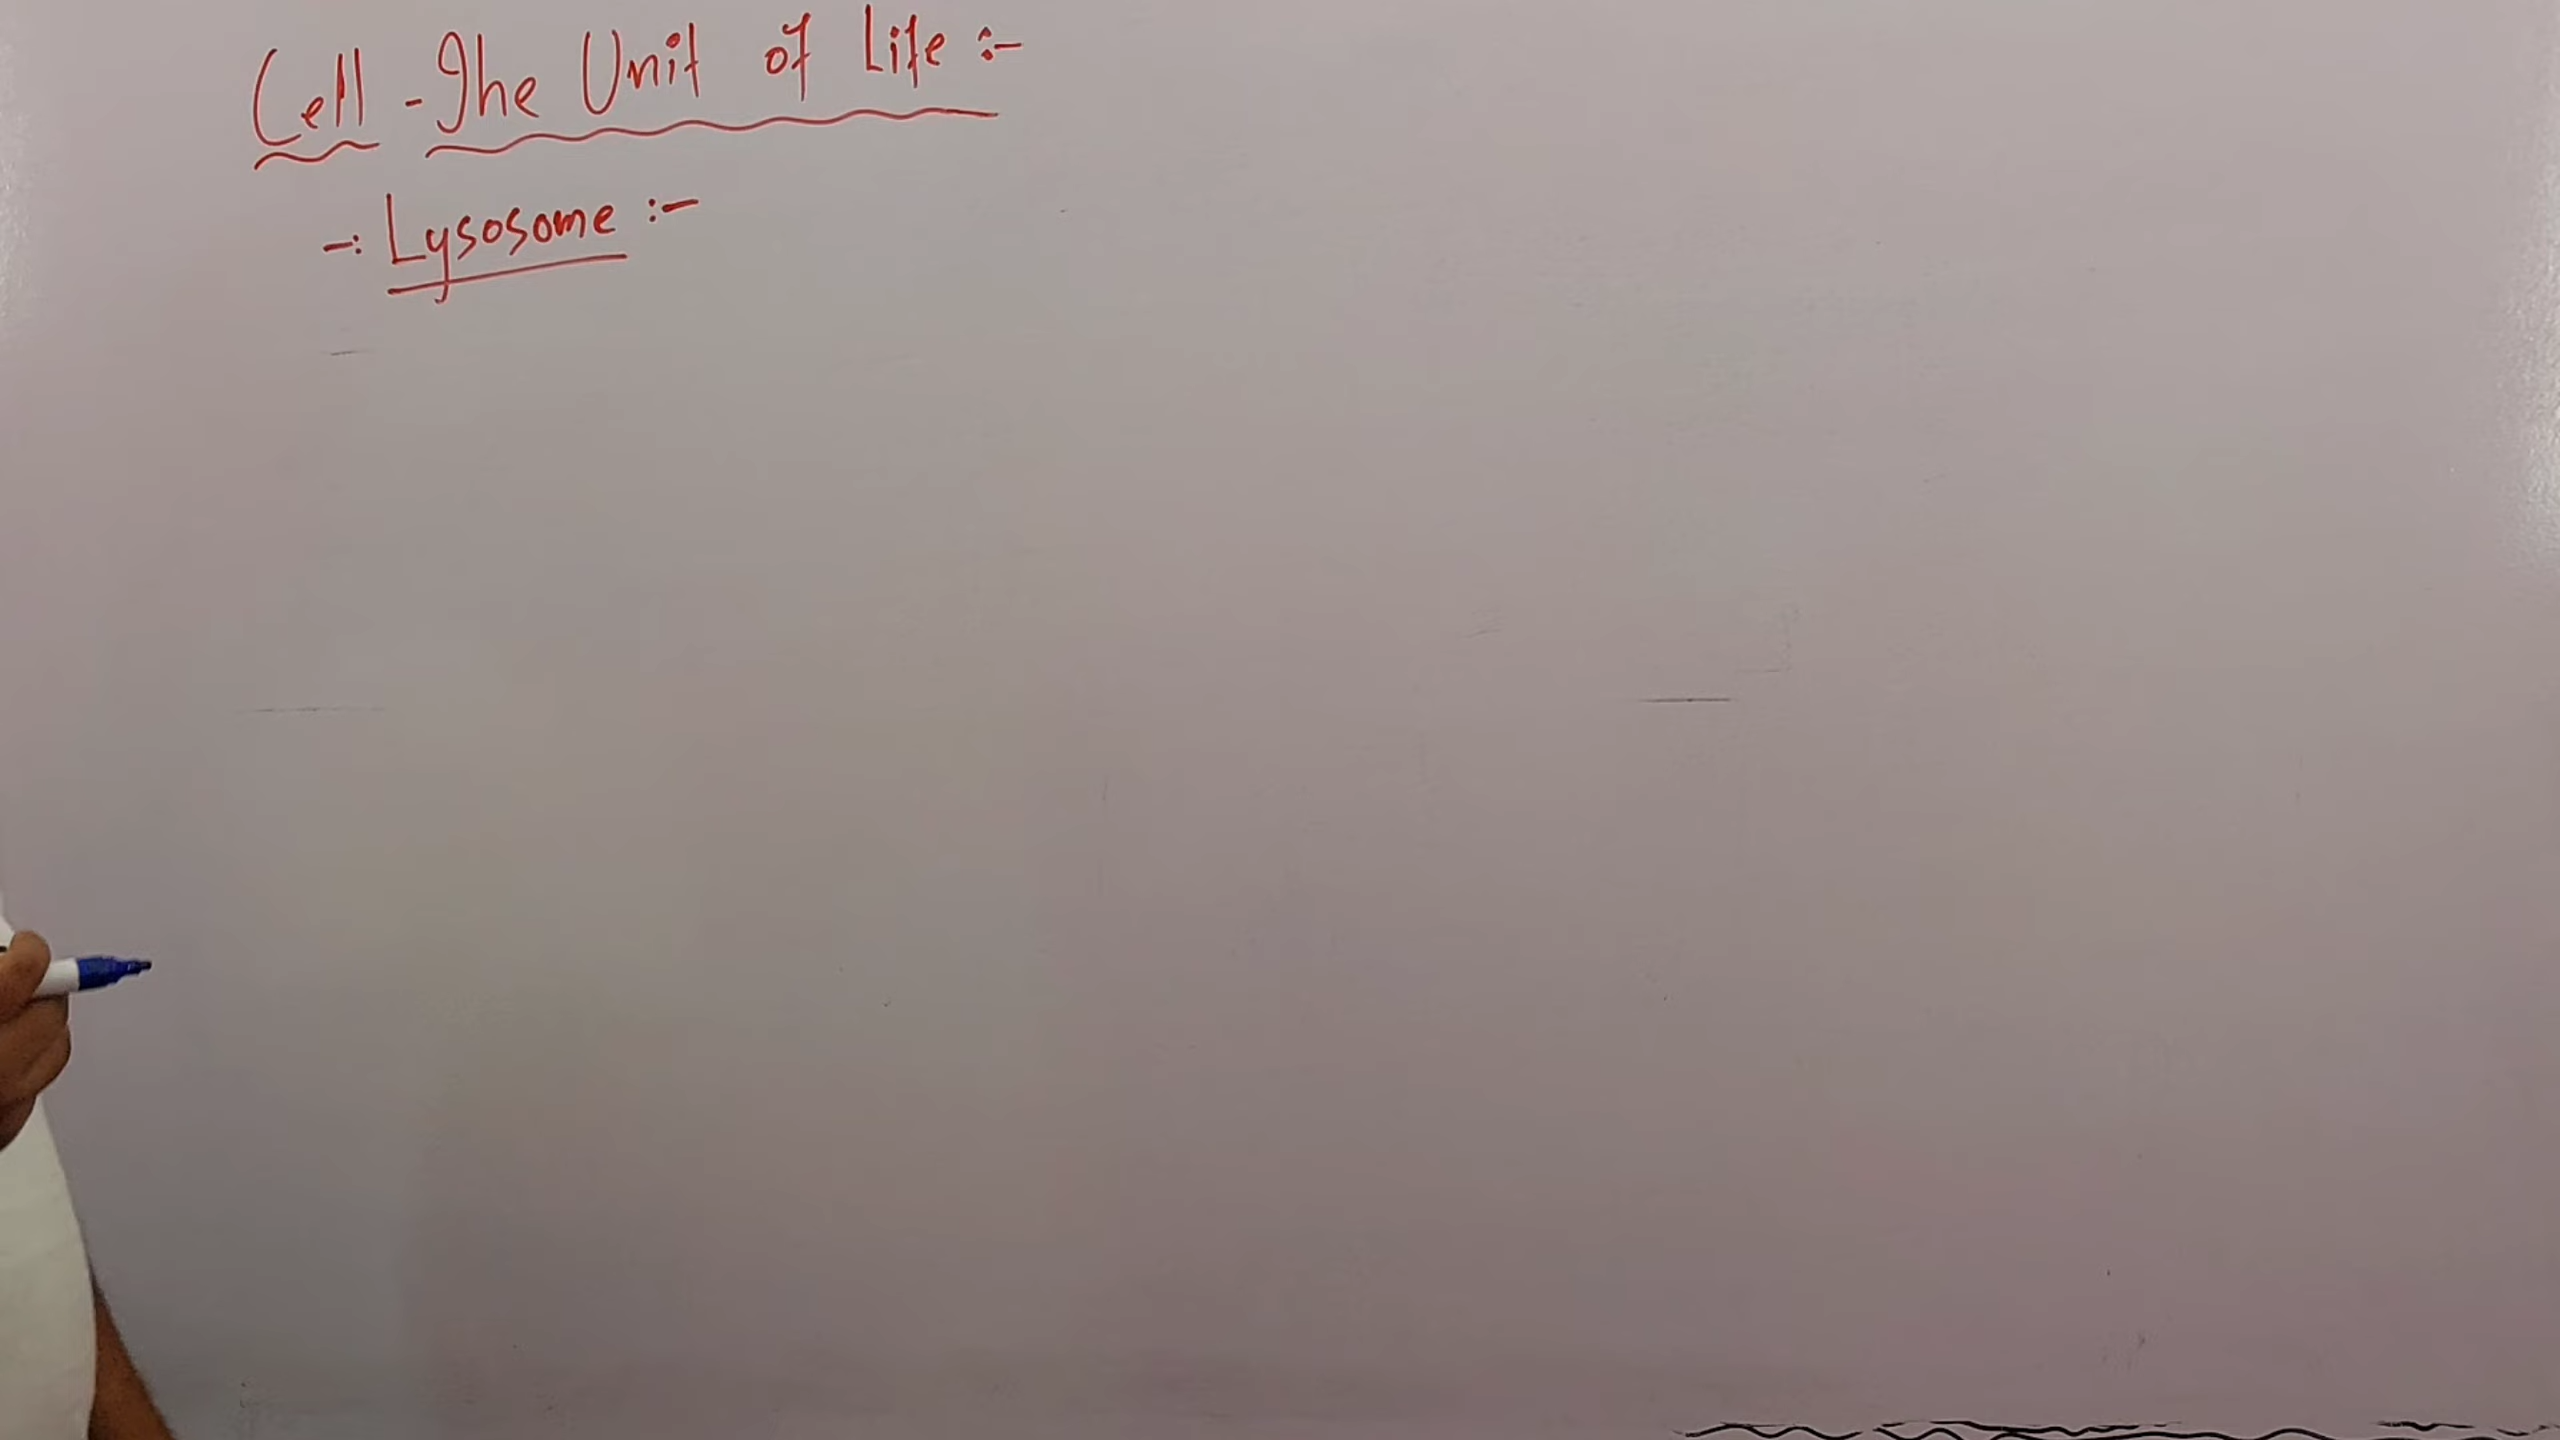 Cell - The Unit of Life :-
-: Lysosome :-